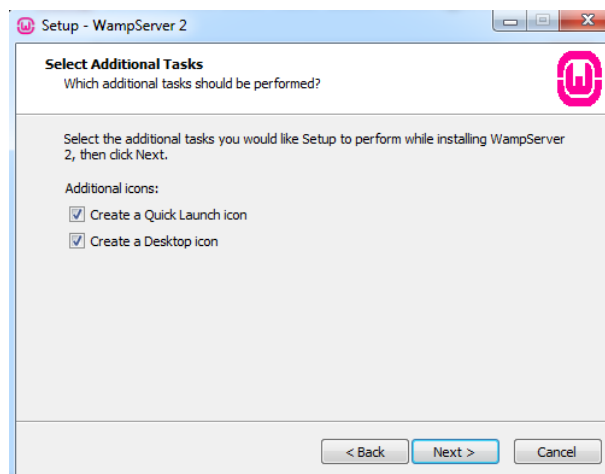 Setup - WampServer 2
Select Additional Tasks
Which additional tasks should be performed?
Select the additional tasks you would like Setup to perform while installing WampServer
2, then click Next.
Additional icons:
Create a Quick Launch icon
Create a Desktop icon
< Back
Next >
Cancel